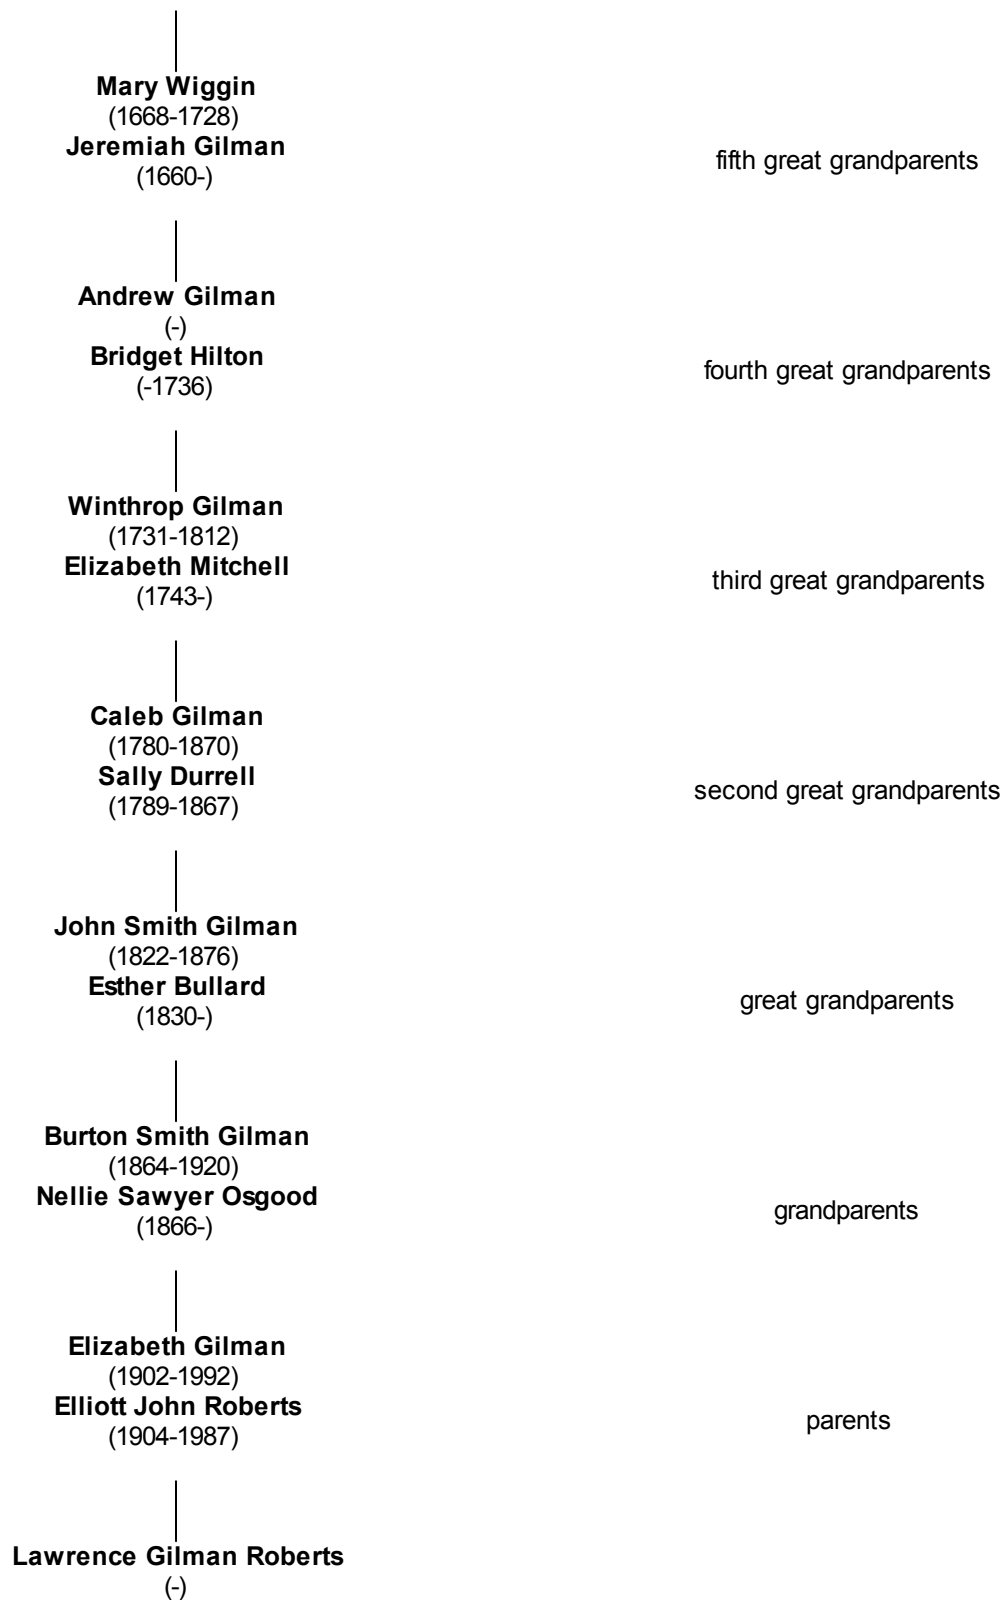 Mary Wiggin
(1668-1728)
Jeremiah Gilman
(1660-)
fifth great grandparents
Andrew Gilman
(-)
Bridget Hilton
(-1736)
fourth great grandparents
Winthrop Gilman
(1731-1812)
Elizabeth Mitchell
(1743-)
third great grandparents
Caleb Gilman
(1780-1870)
Sally Durrell
(1789-1867)
second great grandparents
John Smith Gilman
(1822-1876)
Esther Bullard
(1830-)
great grandparents
Burton Smith Gilman
(1864-1920)
Nellie Sawyer Osgood
(1866-)
grandparents
Elizabeth Gilman
(1902-1992)
Elliott John Roberts
(1904-1987)
parents
Lawrence Gilman Roberts
(-)